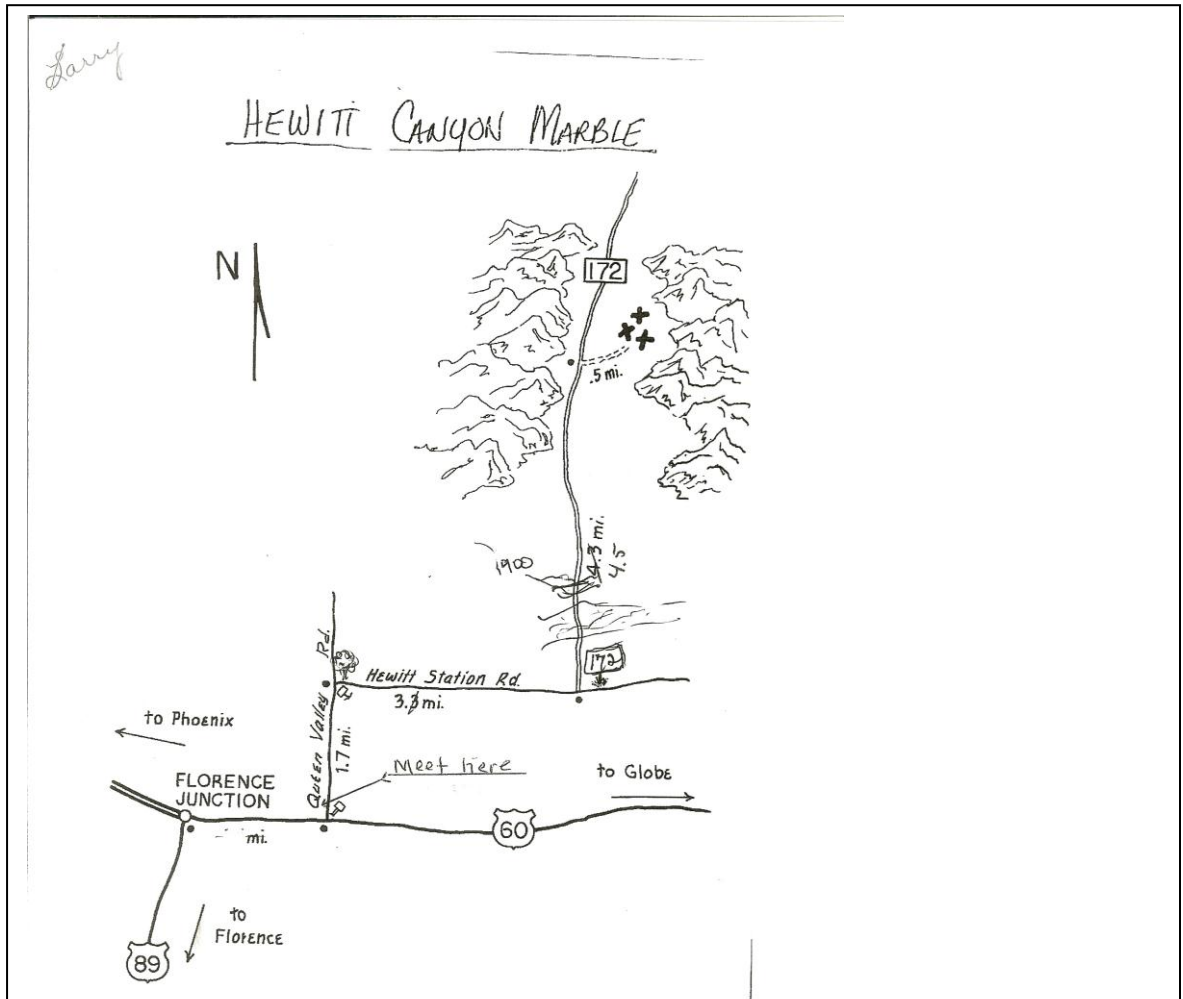 Larry
HEWITT CANYON MARBLE
N
172
.5 mi.
4.3 mi.
4.5
1900
172
Queen Valley Rd.
Hewitt Station Rd.
mi.
1.7 mi.
to Phoenix
Meet here
FLORENCE
JUNCTION
to Globe
mi.
60
to
Florence
89